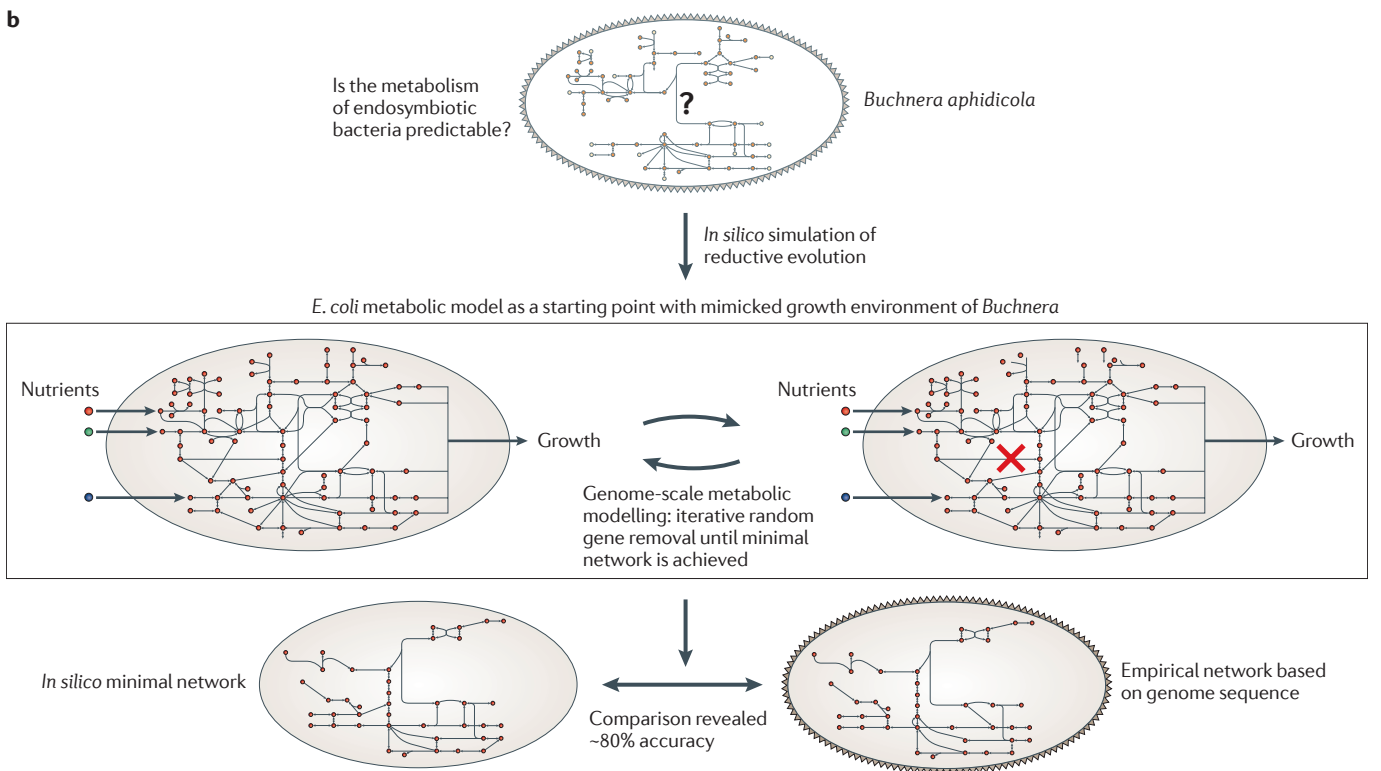 b
Is the metabolism
of endosymbiotic
bacteria predictable?
?
Buchnera aphidicola
In silico simulation of
reductive evolution
E. coli metabolic model as a starting point with mimicked growth environment of Buchnera
Nutrients
Growth
Genome-scale metabolic
modelling: iterative random
gene removal until minimal
network is achieved
Nutrients
Growth
In silico minimal network
Comparison revealed
~80% accuracy
Empirical network based
on genome sequence